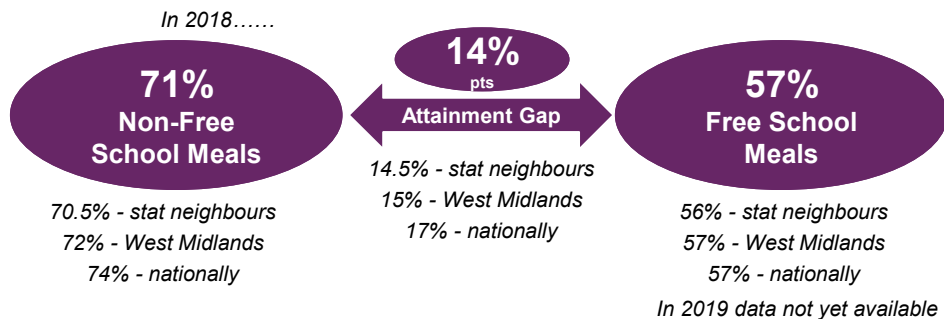 In 2018......
71%
Non-Free
School Meals
70.5% - stat neighbours
72% - West Midlands
74% - nationally
14%
pts
Attainment Gap
14.5% - stat neighbours
15% - West Midlands
17% - nationally
57%
Free School
Meals
56% - stat neighbours
57% - West Midlands
57% - nationally
In 2019 data not yet available